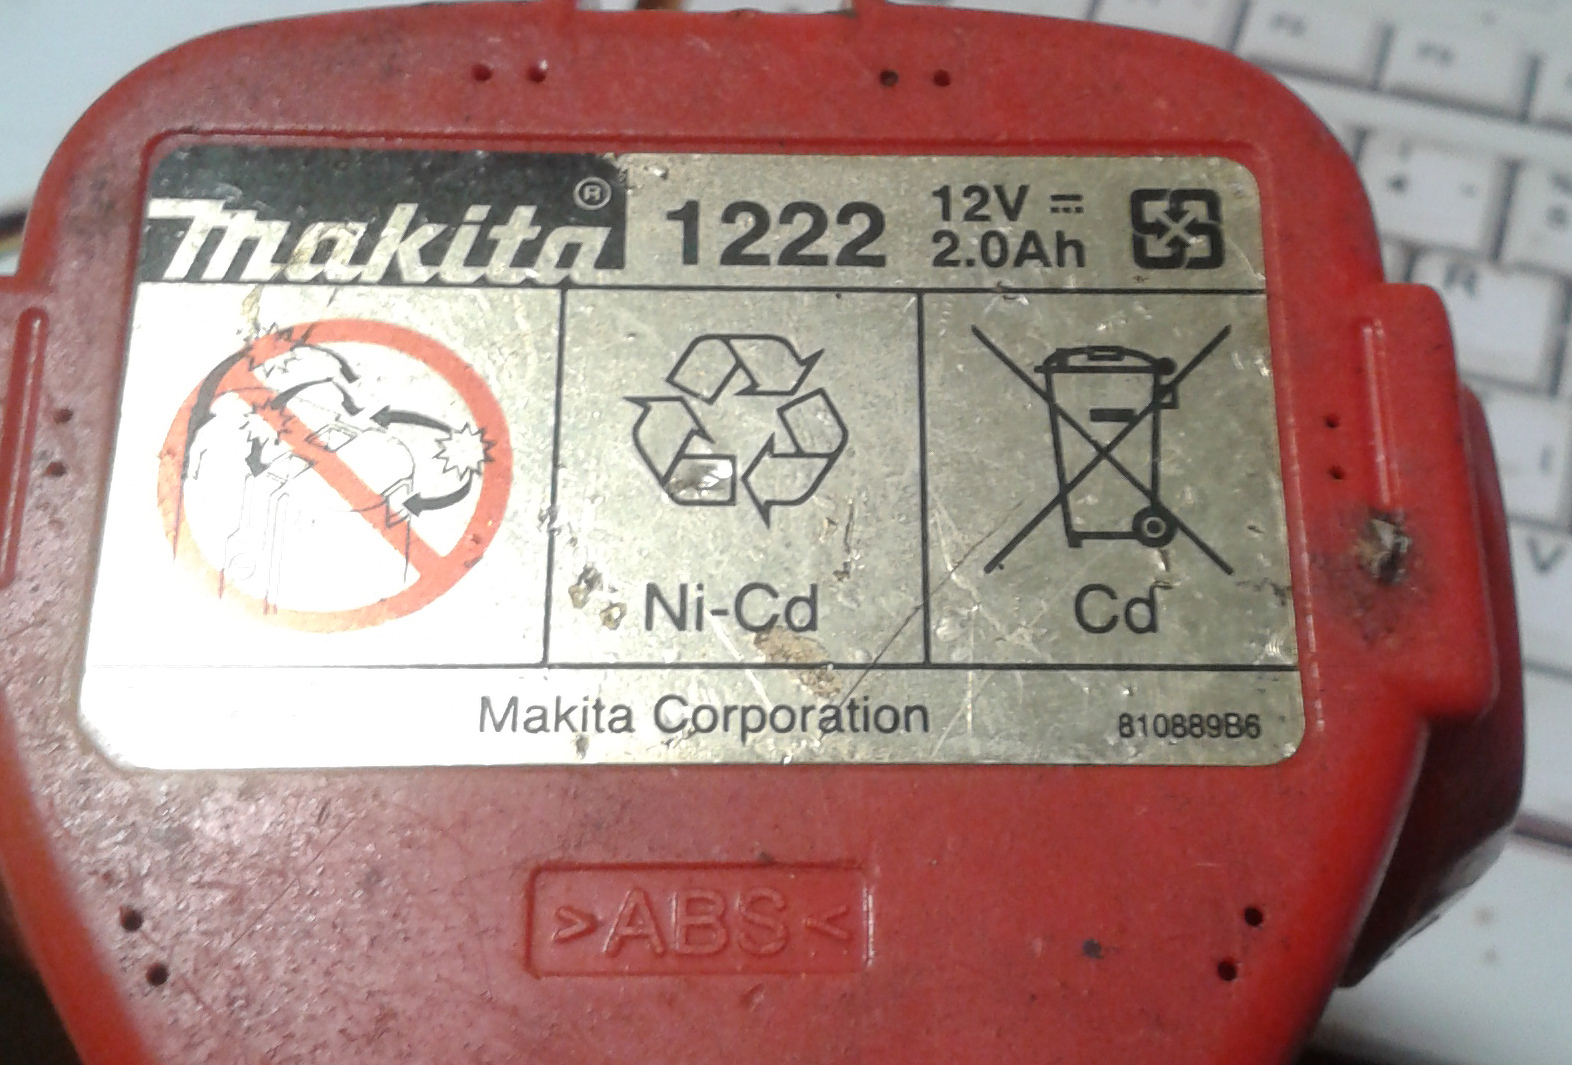 makita® 1222 12V 2.0Ah
Ni-Cd
Cd
Makita Corporation
810889B6
>ABS<
R
V